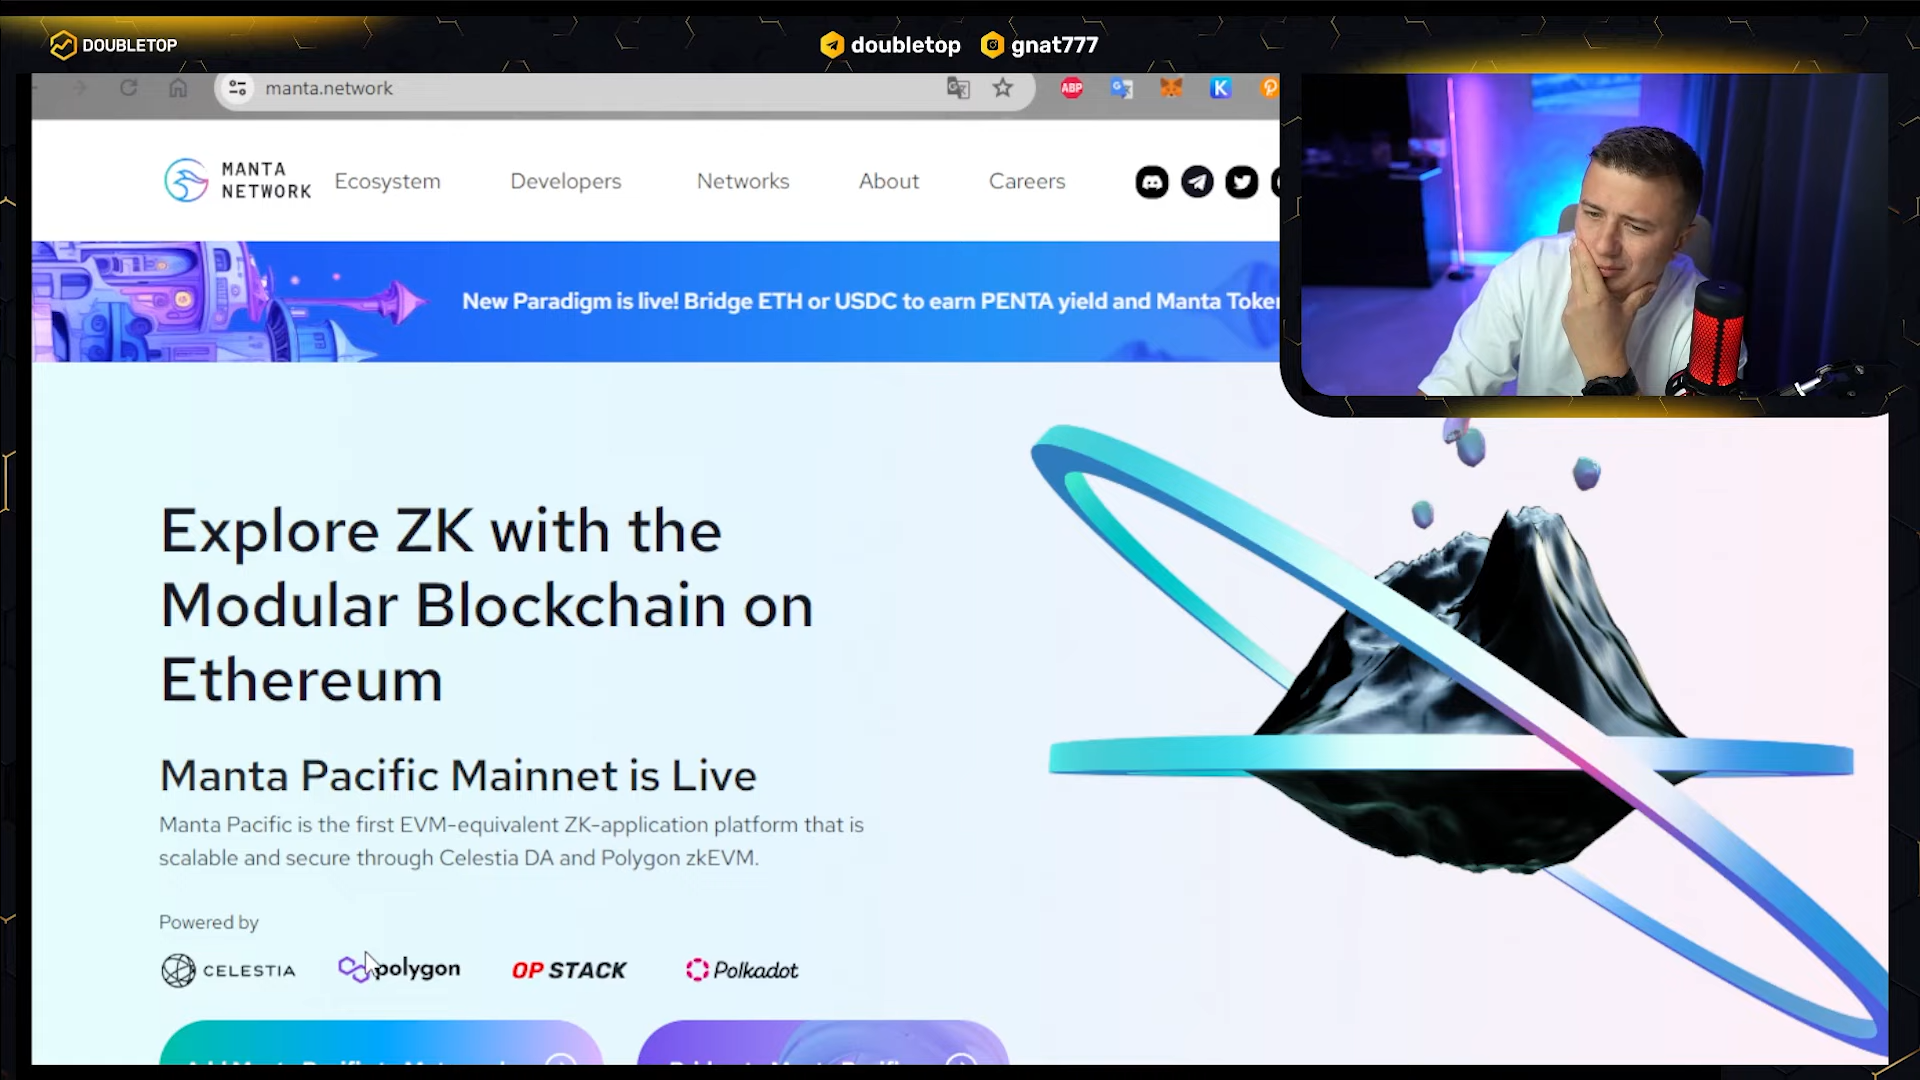 DOUBLETOP
doubletop
gnat777
manta.network
ABP
K
MANTA
NETWORK
Ecosystem
Developers
Networks
About
Careers
New Paradigm is live! Bridge ETH or USDC to earn PENTA yield and Manta
Explore ZK with the
Modular Blockchain on
Ethereum
Manta Pacific Mainnet is Live
Manta Pacific is the first EVM-equivalent ZK-application platform that is
scalable and secure through Celestia DA and Polygon zkEVM.
Powered by
CELESTIA
polygon
OP STACK
Polkadot